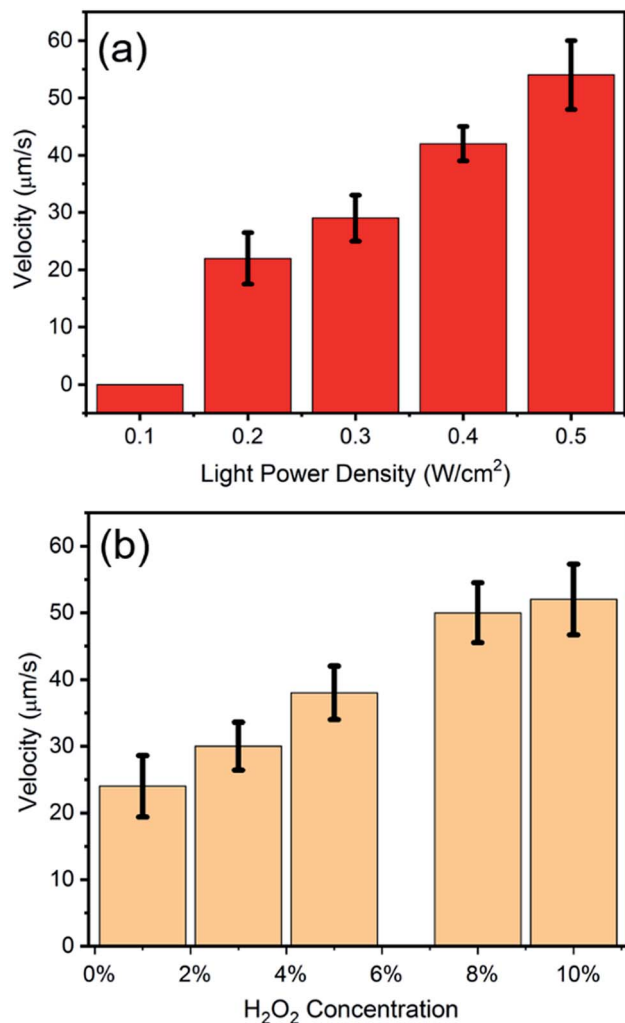 (a)
Velocity (μm/s)
60
50
40
30
20
10
0
0.1 0.2 0.3 0.4 0.5
Light Power Density (W/cm²)
(b)
Velocity (μm/s)
60
50
40
30
20
10
0
0% 2% 4% 6% 8% 10%
H₂O₂ Concentration